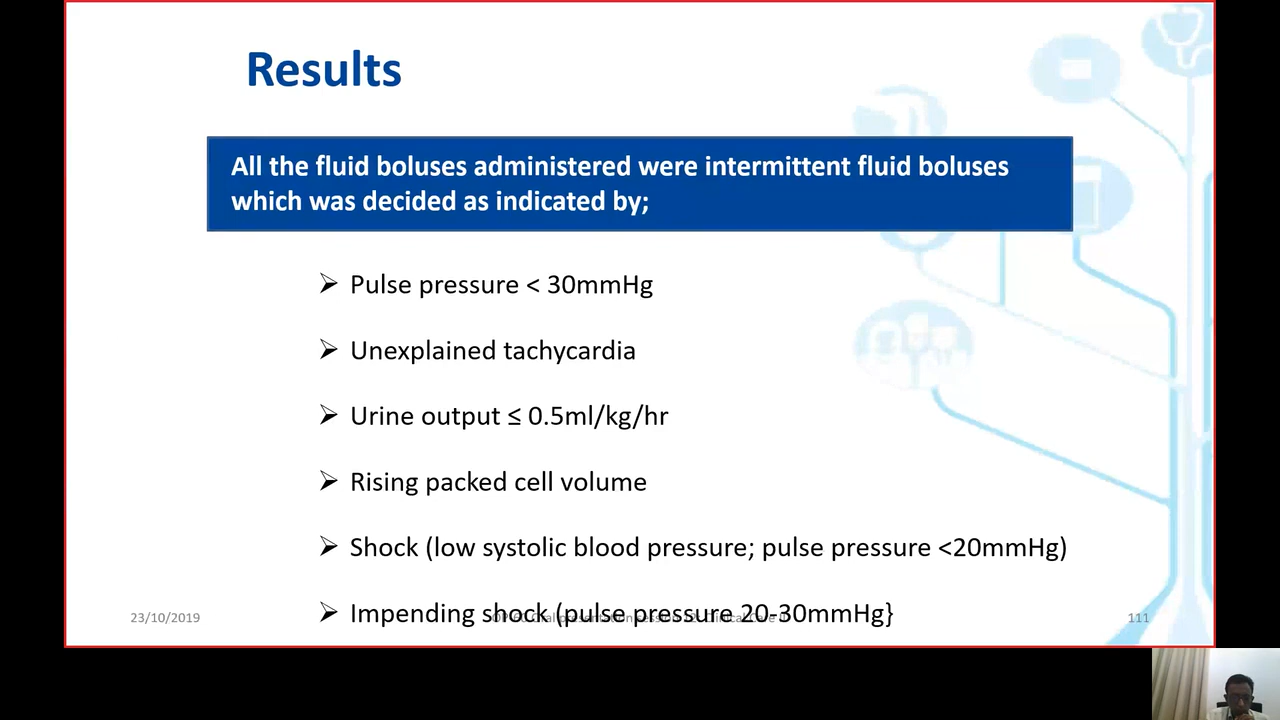 Results
All the fluid boluses administered were intermittent fluid boluses
which was decided as indicated by;
Pulse pressure < 30mmHg
Unexplained tachycardia
Urine output ≤ 0.5ml/kg/hr
Rising packed cell volume
Shock (low systolic blood pressure; pulse pressure <20mmHg)
Impending shock (pulse pressure 20-30mmHg}
23/10/2019
111